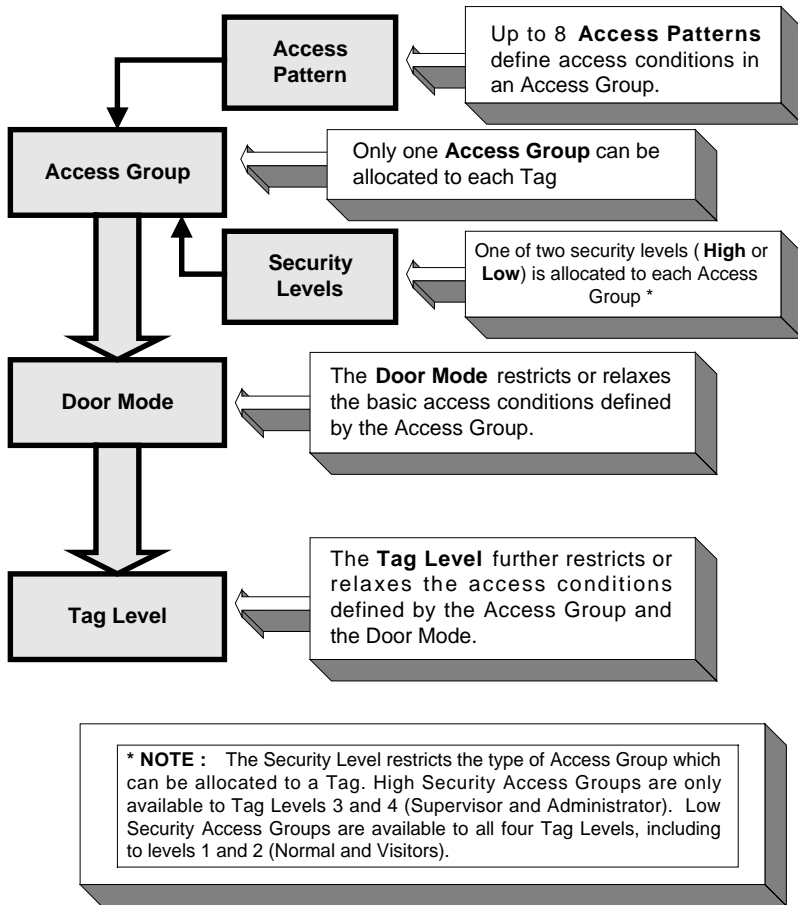 Access
Pattern
Up to 8 Access Patterns
define access conditions in
an Access Group.
Access Group
Only one Access Group can be
allocated to each Tag
Security
Levels
One of two security levels ( High or
Low) is allocated to each Access
Group *
Door Mode
The Door Mode restricts or relaxes
the basic access conditions defined
by the Access Group.
Tag Level
The Tag Level further restricts or
relaxes the access conditions
defined by the Access Group and
the Door Mode.
* NOTE : The Security Level restricts the type of Access Group which
can be allocated to a Tag. High Security Access Groups are only
available to Tag Levels 3 and 4 (Supervisor and Administrator). Low
Security Access Groups are available to all four Tag Levels, including
to levels 1 and 2 (Normal and Visitors).